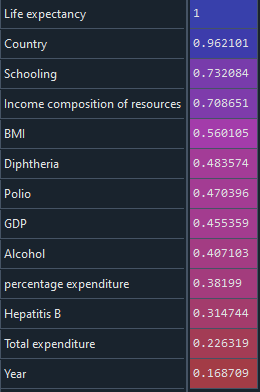 Life expectancy 1
Country 0.962101
Schooling 0.732084
Income composition of resources 0.708651
BMI 0.560105
Diphtheria 0.483574
Polio 0.470396
GDP 0.455359
Alcohol 0.407103
percentage expenditure 0.38199
Hepatitis B 0.314744
Total expenditure 0.226319
Year 0.168709